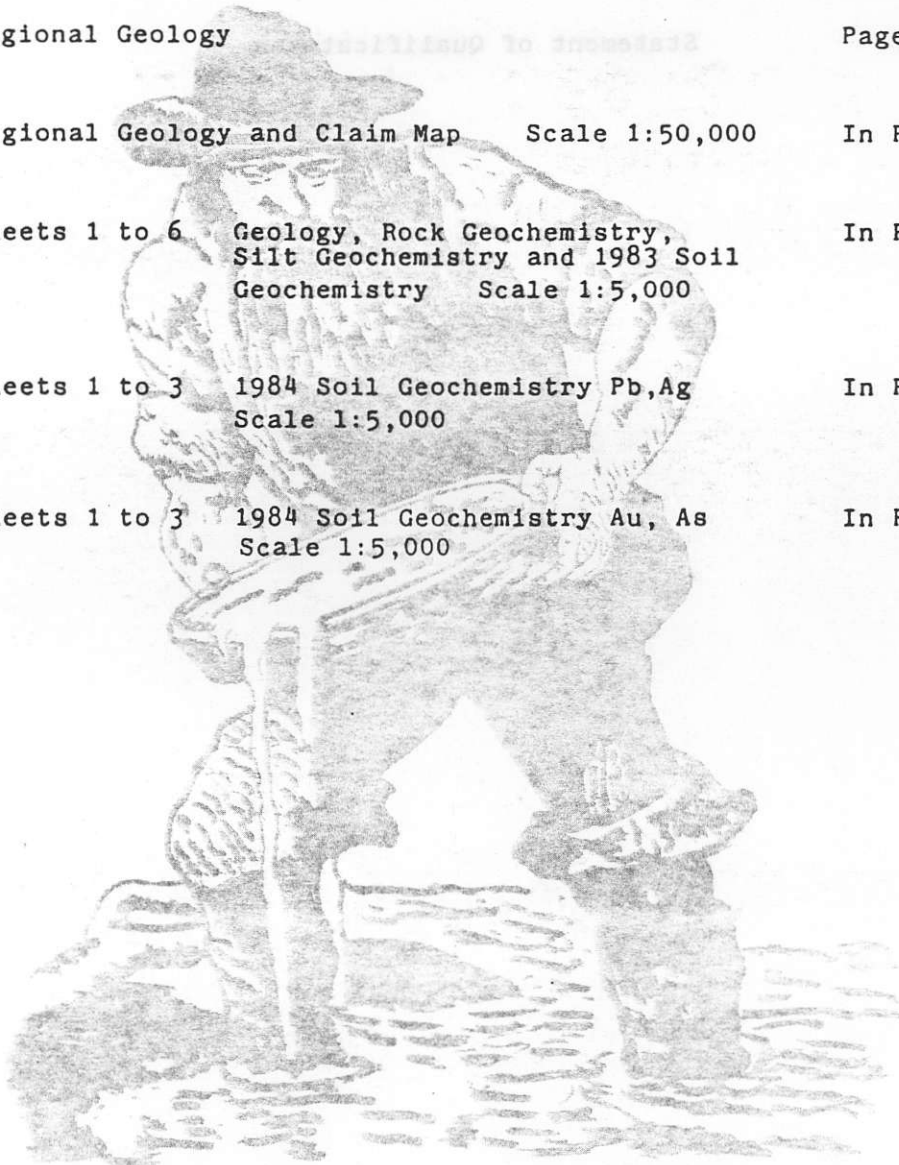 gional Geology Page
gional Geology and Claim Map Scale 1:50,000 In P
eets 1 to 6 Geology, Rock Geochemistry, In P
Silt Geochemistry and 1983 Soil
Geochemistry Scale 1:5,000
eets 1 to 3 1984 Soil Geochemistry Pb,Ag In P
Scale 1:5,000
eets 1 to 3 1984 Soil Geochemistry Au, As In P
Scale 1:5,000